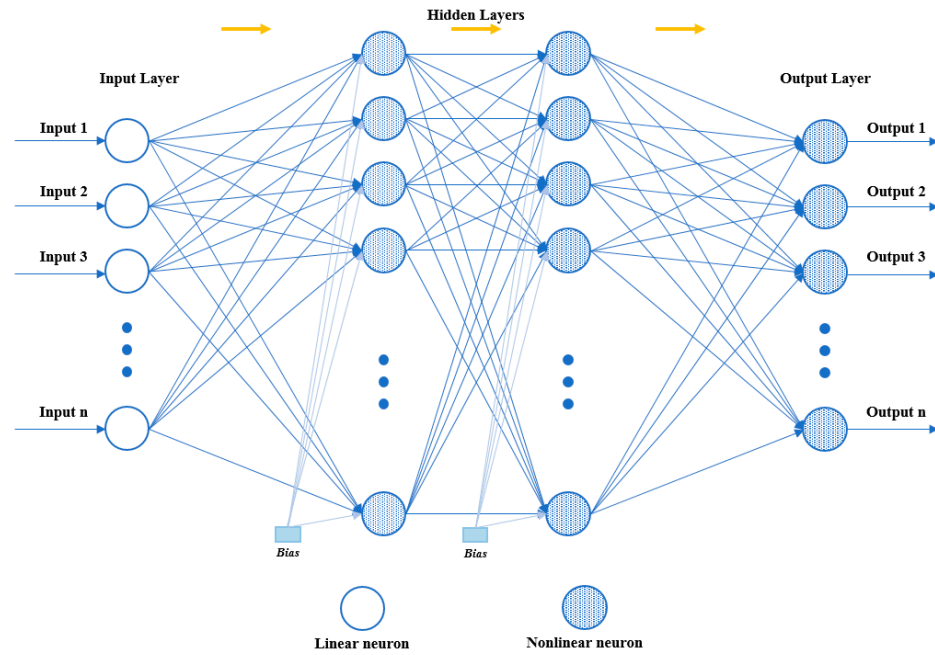 Hidden Layers
Input Layer
Output Layer
Input 1
Output 1
Input 2
Output 2
Input 3
Output 3
Input n
Output n
Bias
Bias
Linear neuron
Nonlinear neuron